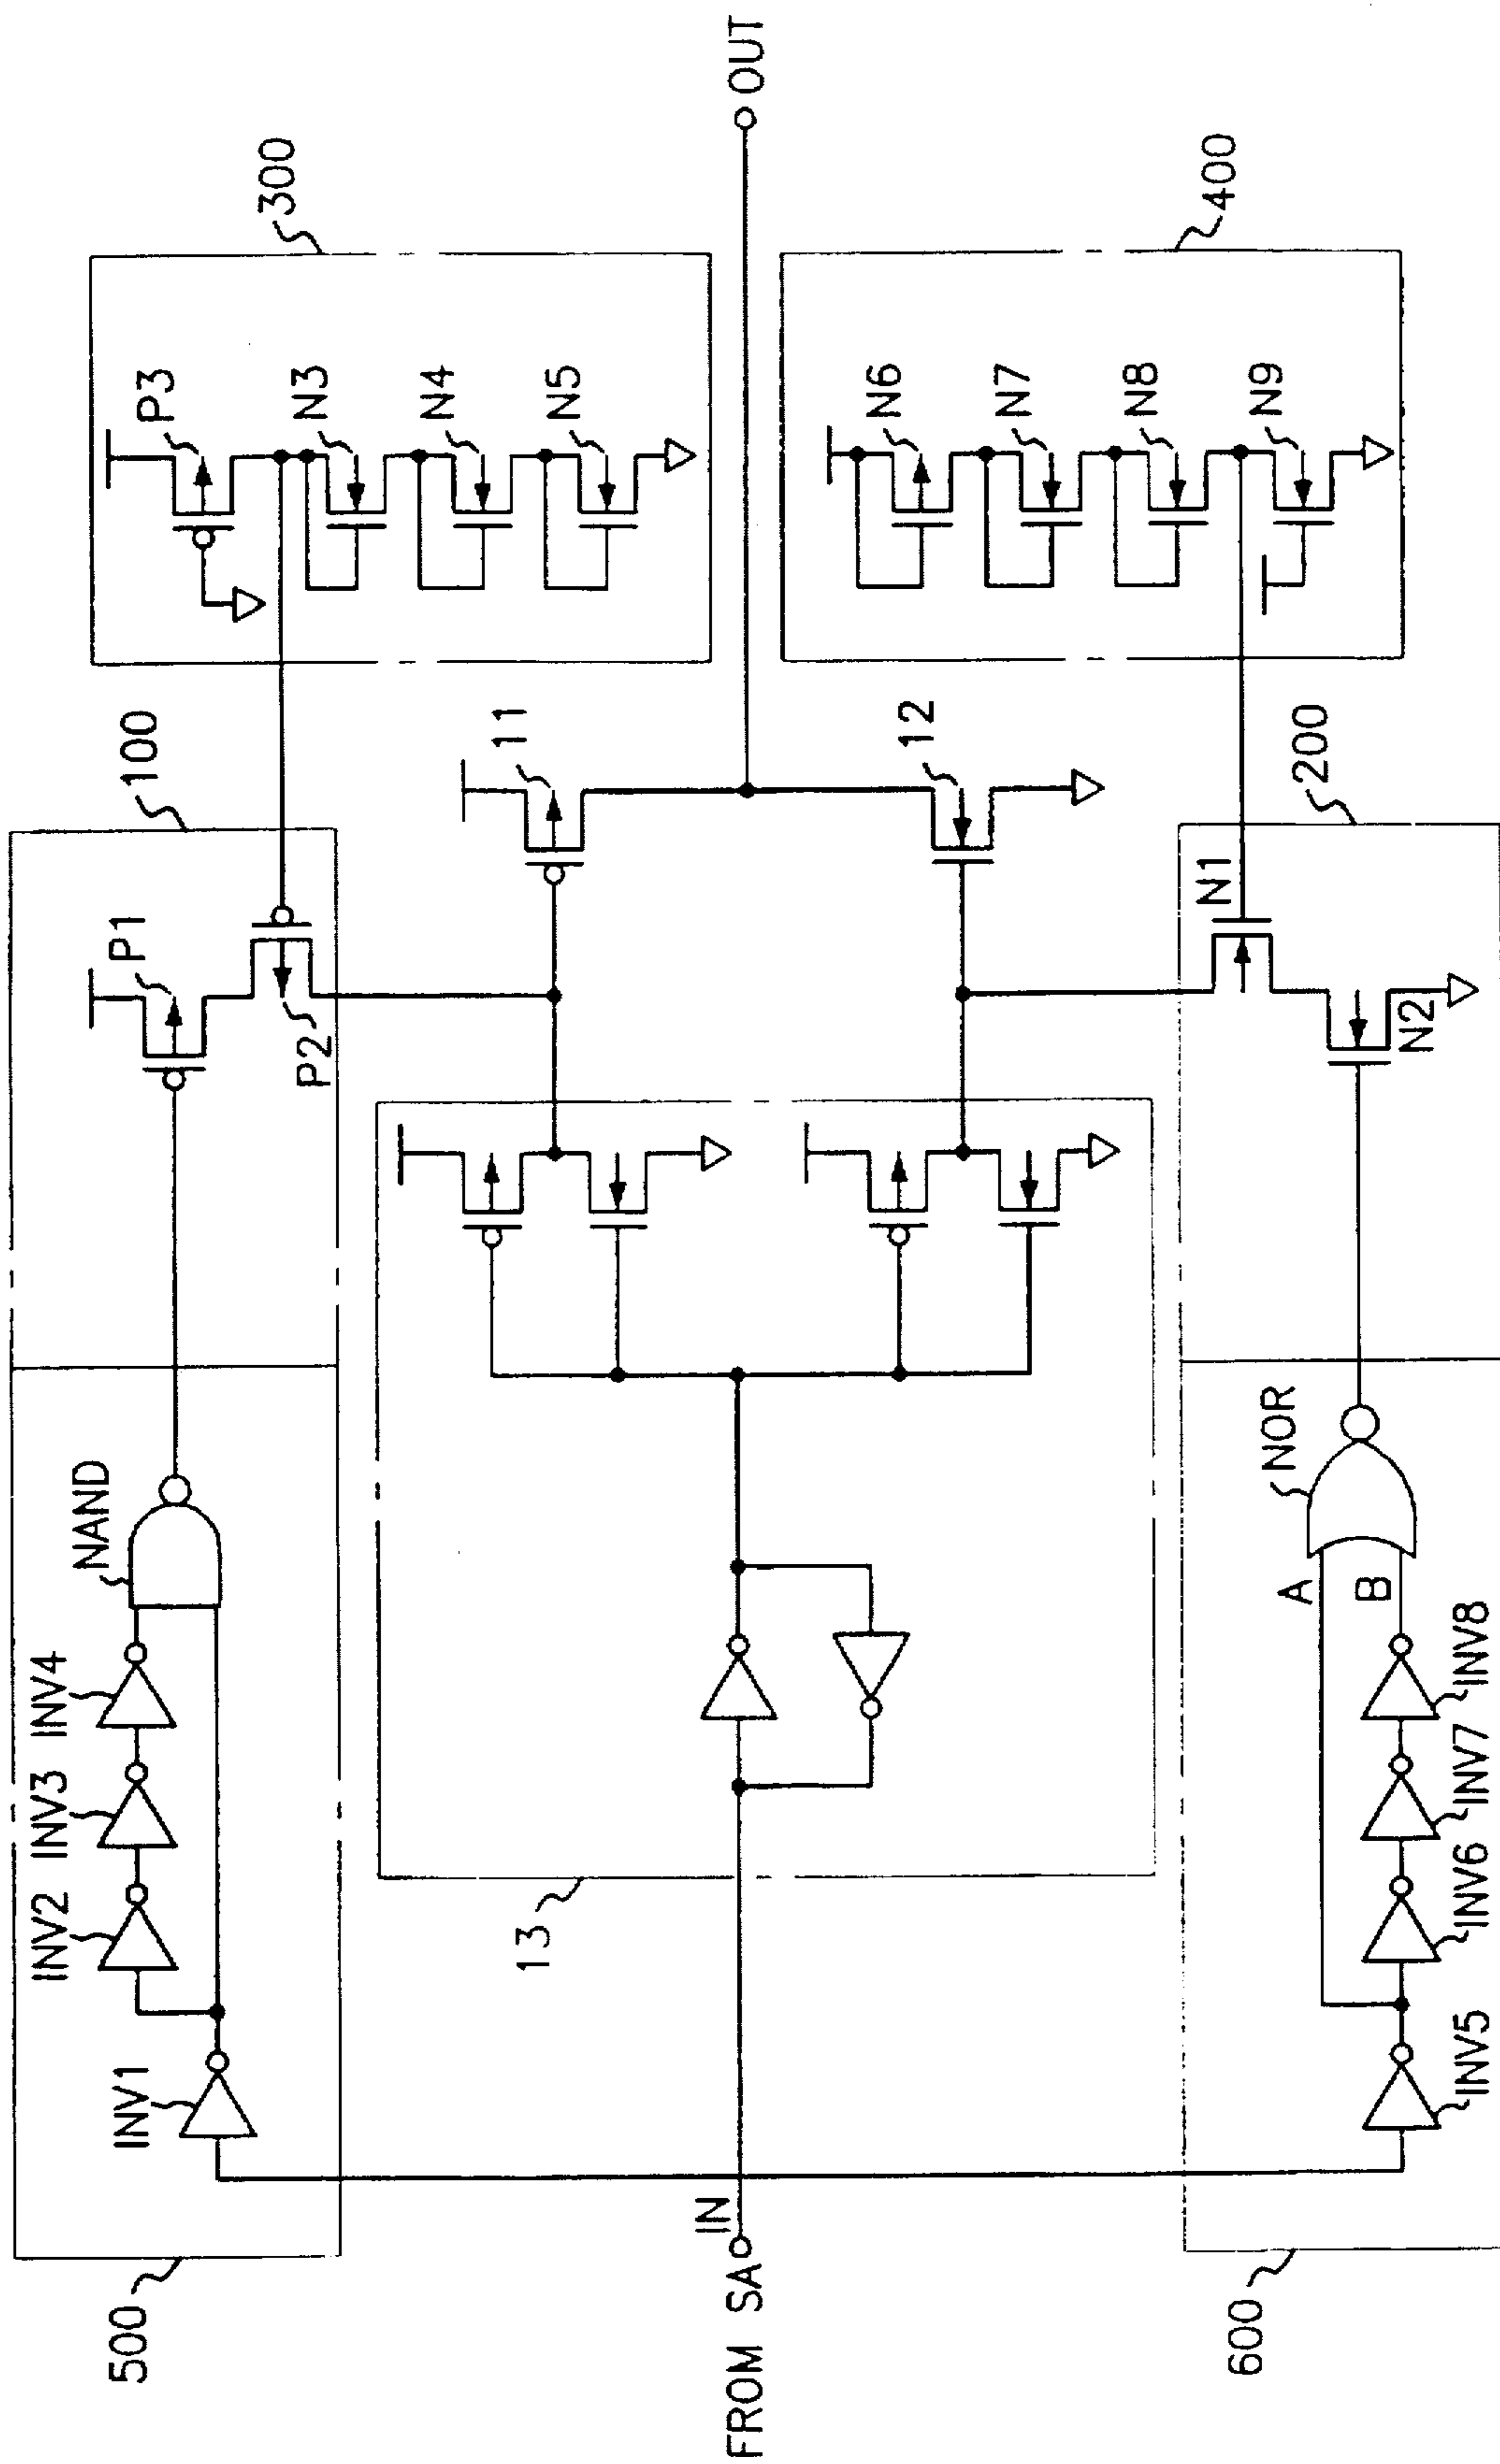 500
INV1
INV2
INV3
INV4
NAND
P1
P2
100
300
P3
N3
N4
N5
FROM SA
IN
13
11
12
OUT
600
INV5
INV6
INV7
INV8
A
B
NOR
N1
N2
200
400
N6
N7
N8
N9